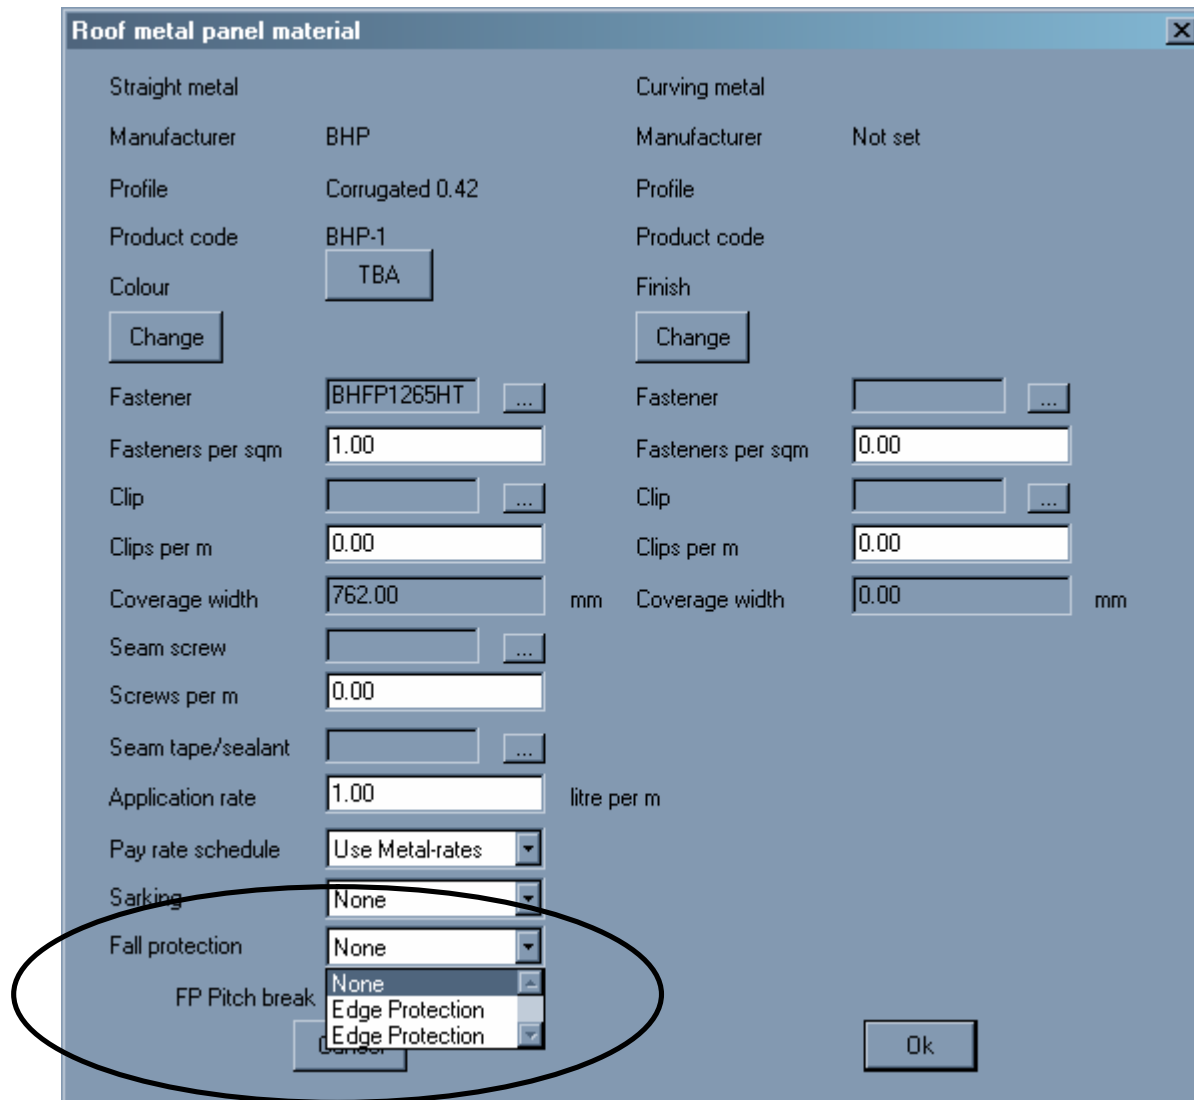 Roof metal panel material
Straight metal Curving metal
Manufacturer BHP Manufacturer Not set
Profile Corrugated 0.42 Profile
Product code BHP-1 Product code
Colour TBA Finish
Change Change
Fastener BHFP1265HT ... Fastener ...
Fasteners per sqm 1.00 Fasteners per sqm 0.00
Clip ... Clip ...
Clips per m 0.00 Clips per m 0.00
Coverage width 762.00 mm Coverage width 0.00 mm
Seam screw ...
Screws per m 0.00
Seam tape/sealant ...
Application rate 1.00 litre per m
Pay rate schedule Use Metal-rates
Sarking None
Fall protection None
None
FP Pitch break Edge Protection
Edge Protection
Ok